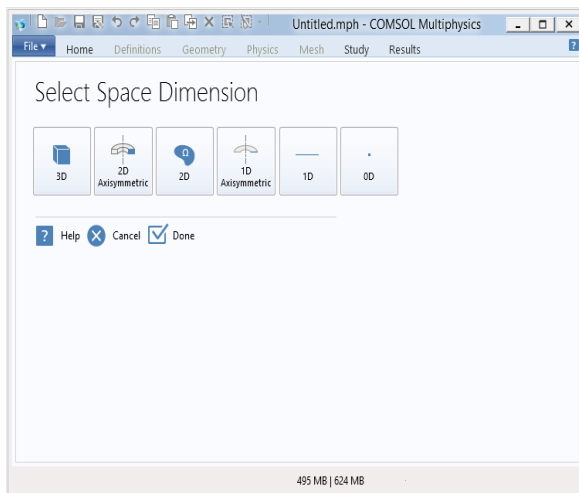 Untitled.mph - COMSOL Multiphysics
File Home Definitions Geometry Physics Mesh Study Results ?
Select Space Dimension
3D
2D
Axisymmetric
Ω
2D
1D
Axisymmetric
1D
0D
? Help Cancel Done
495 MB | 624 MB